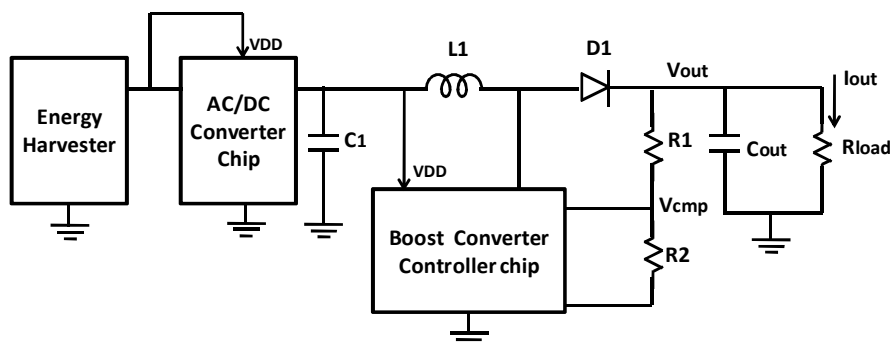 Energy
Harvester
VDD
AC/DC
Converter
Chip
C1
L1
VDD
D1
Vout
Iout
R1
Cout
Rload
Vcmp
R2
Boost Converter
Controller chip